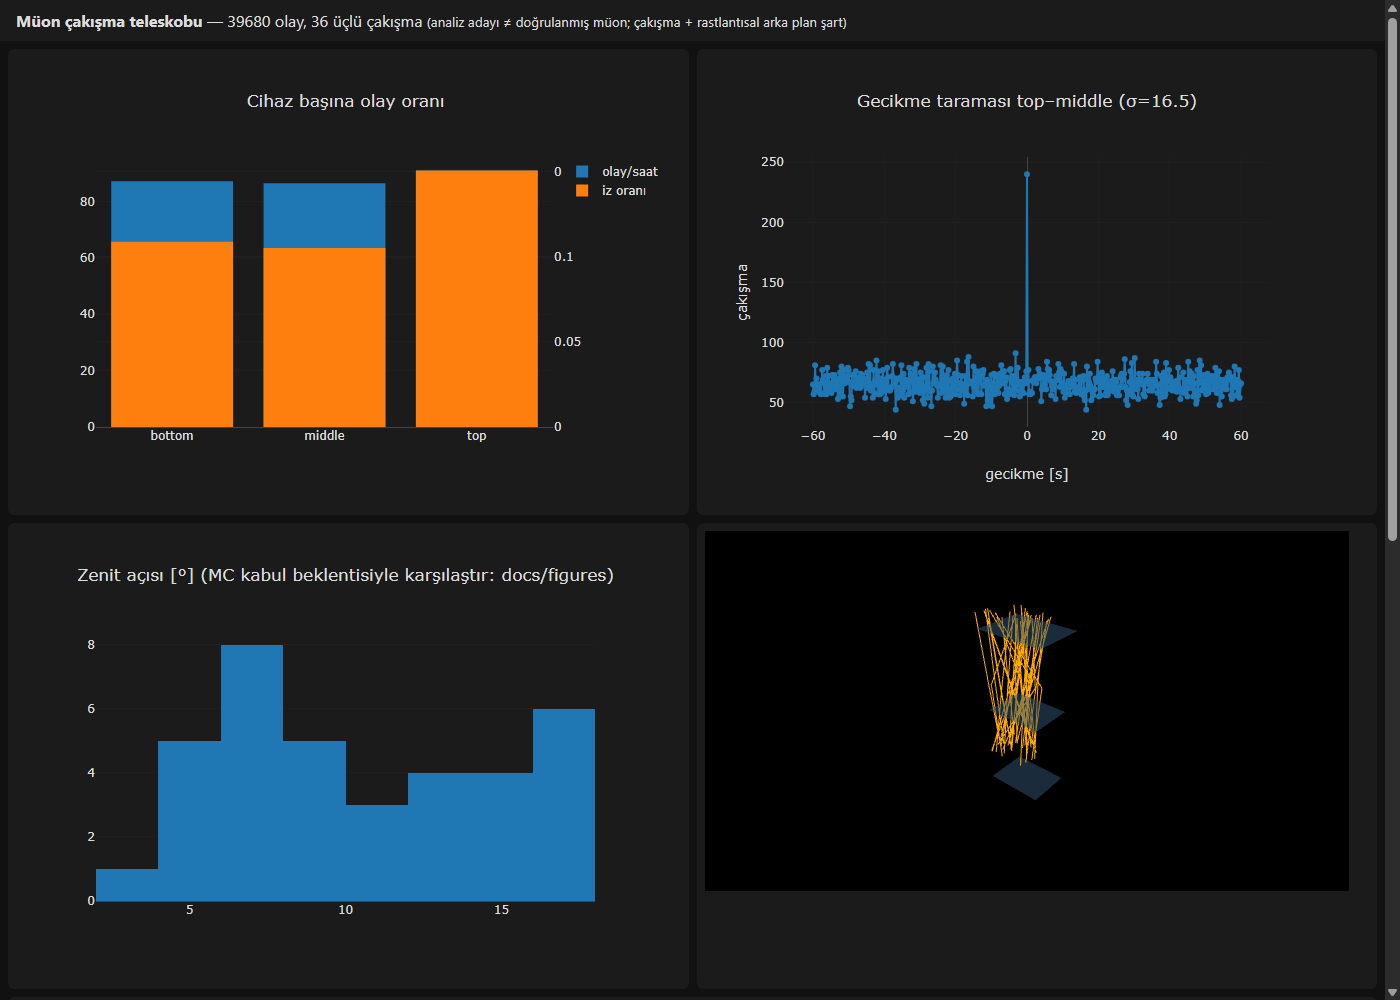 Müon çakışma teleskobu — 39680 olay, 36 üçlü çakışma (analiz adayı ≠ doğrulanmış müon; çakışma + rastlantısal arka plan şart)
Cihaz başına olay oranı
olay/saat
iz oranı
80
60
40
20
0
0
0.1
0.05
0
bottom
middle
top
Gecikme taraması top−middle (σ=16.5)
çakışma
250
200
150
100
50
−60
−40
−20
0
20
40
60
gecikme [s]
Zenit açısı [°] (MC kabul beklentisiyle karşılaştır: docs/figures)
8
6
4
2
0
5
10
15